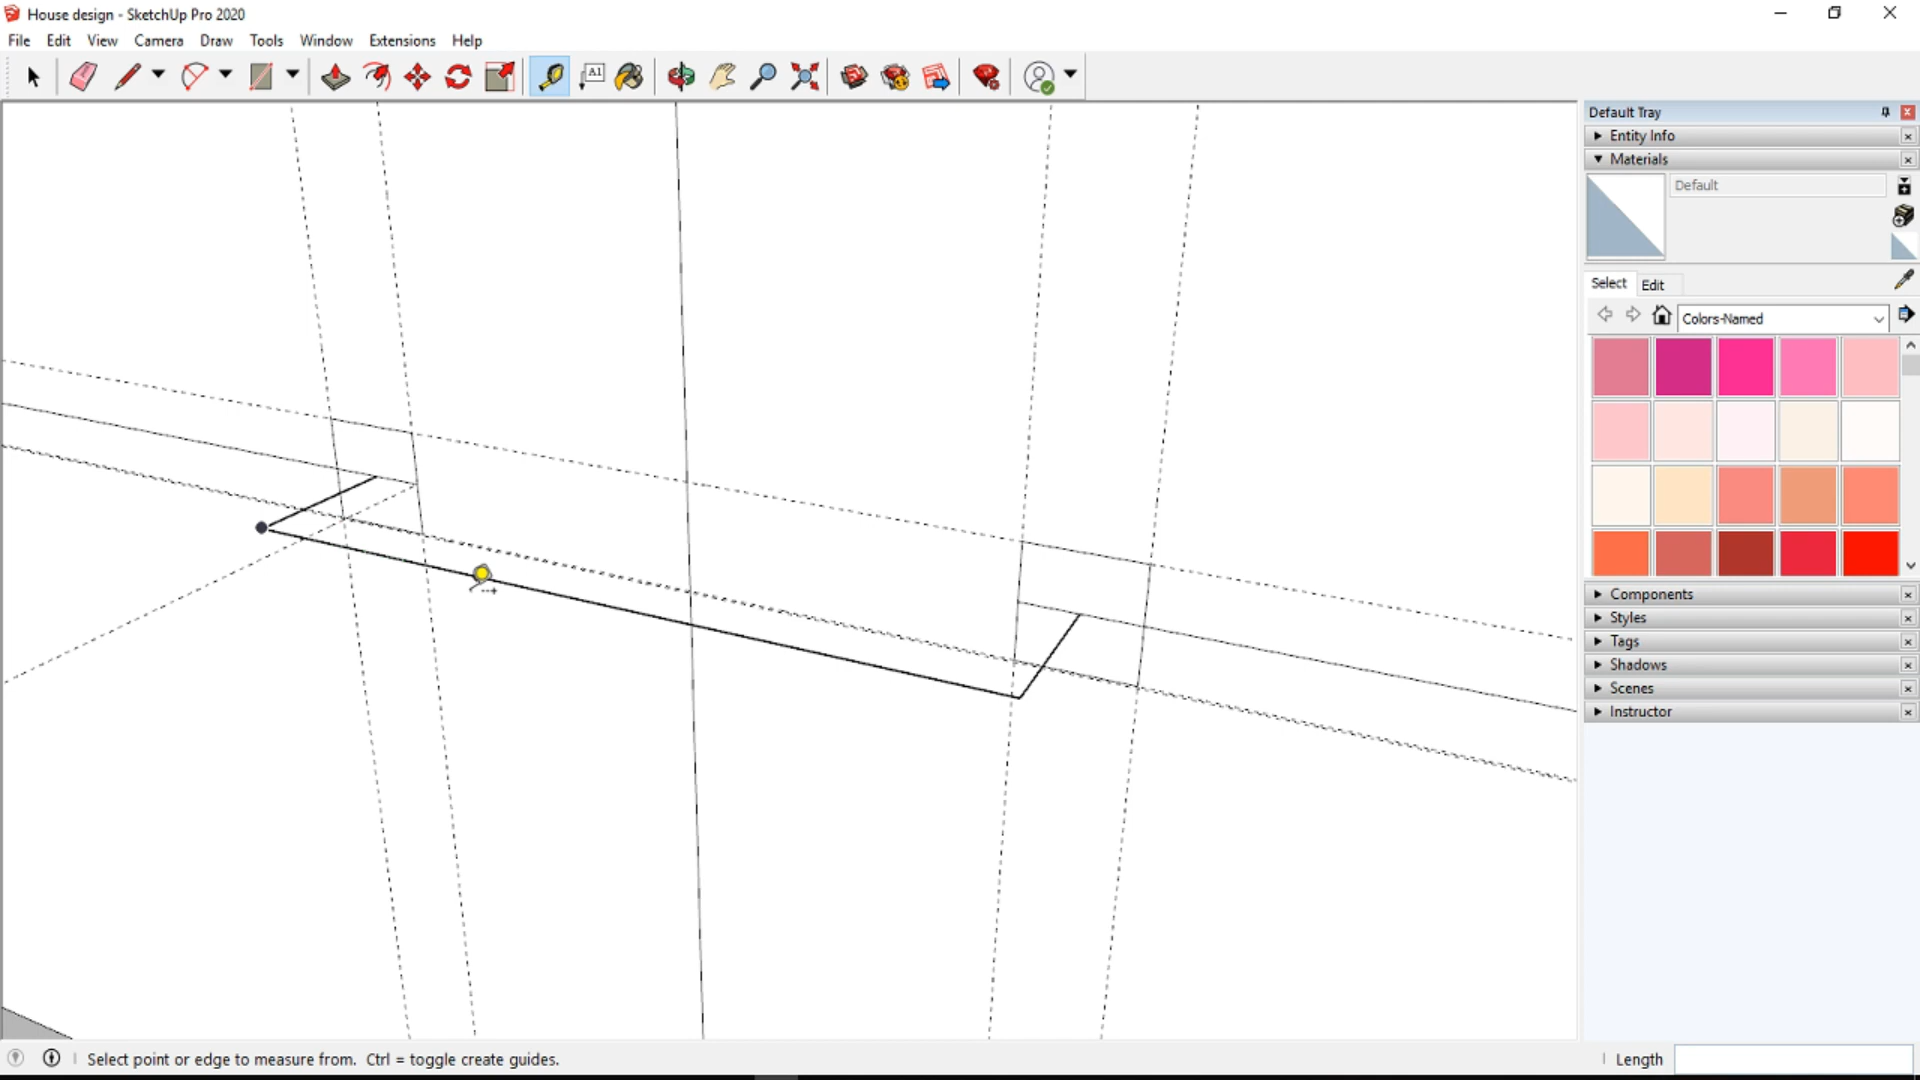 House design - SketchUp Pro 2020
File Edit View Camera Draw Tools Window Extensions Help
A1
Default Tray
Entity Info
Materials
Default
Select Edit
Colors-Named
Components
Styles
Tags
Shadows
Scenes
Instructor
Select point or edge to measure from. Ctrl = toggle create guides.
Length